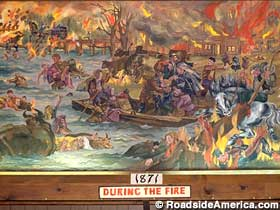 1871
DURING THE FIRE
© RoadsideAmerica.com